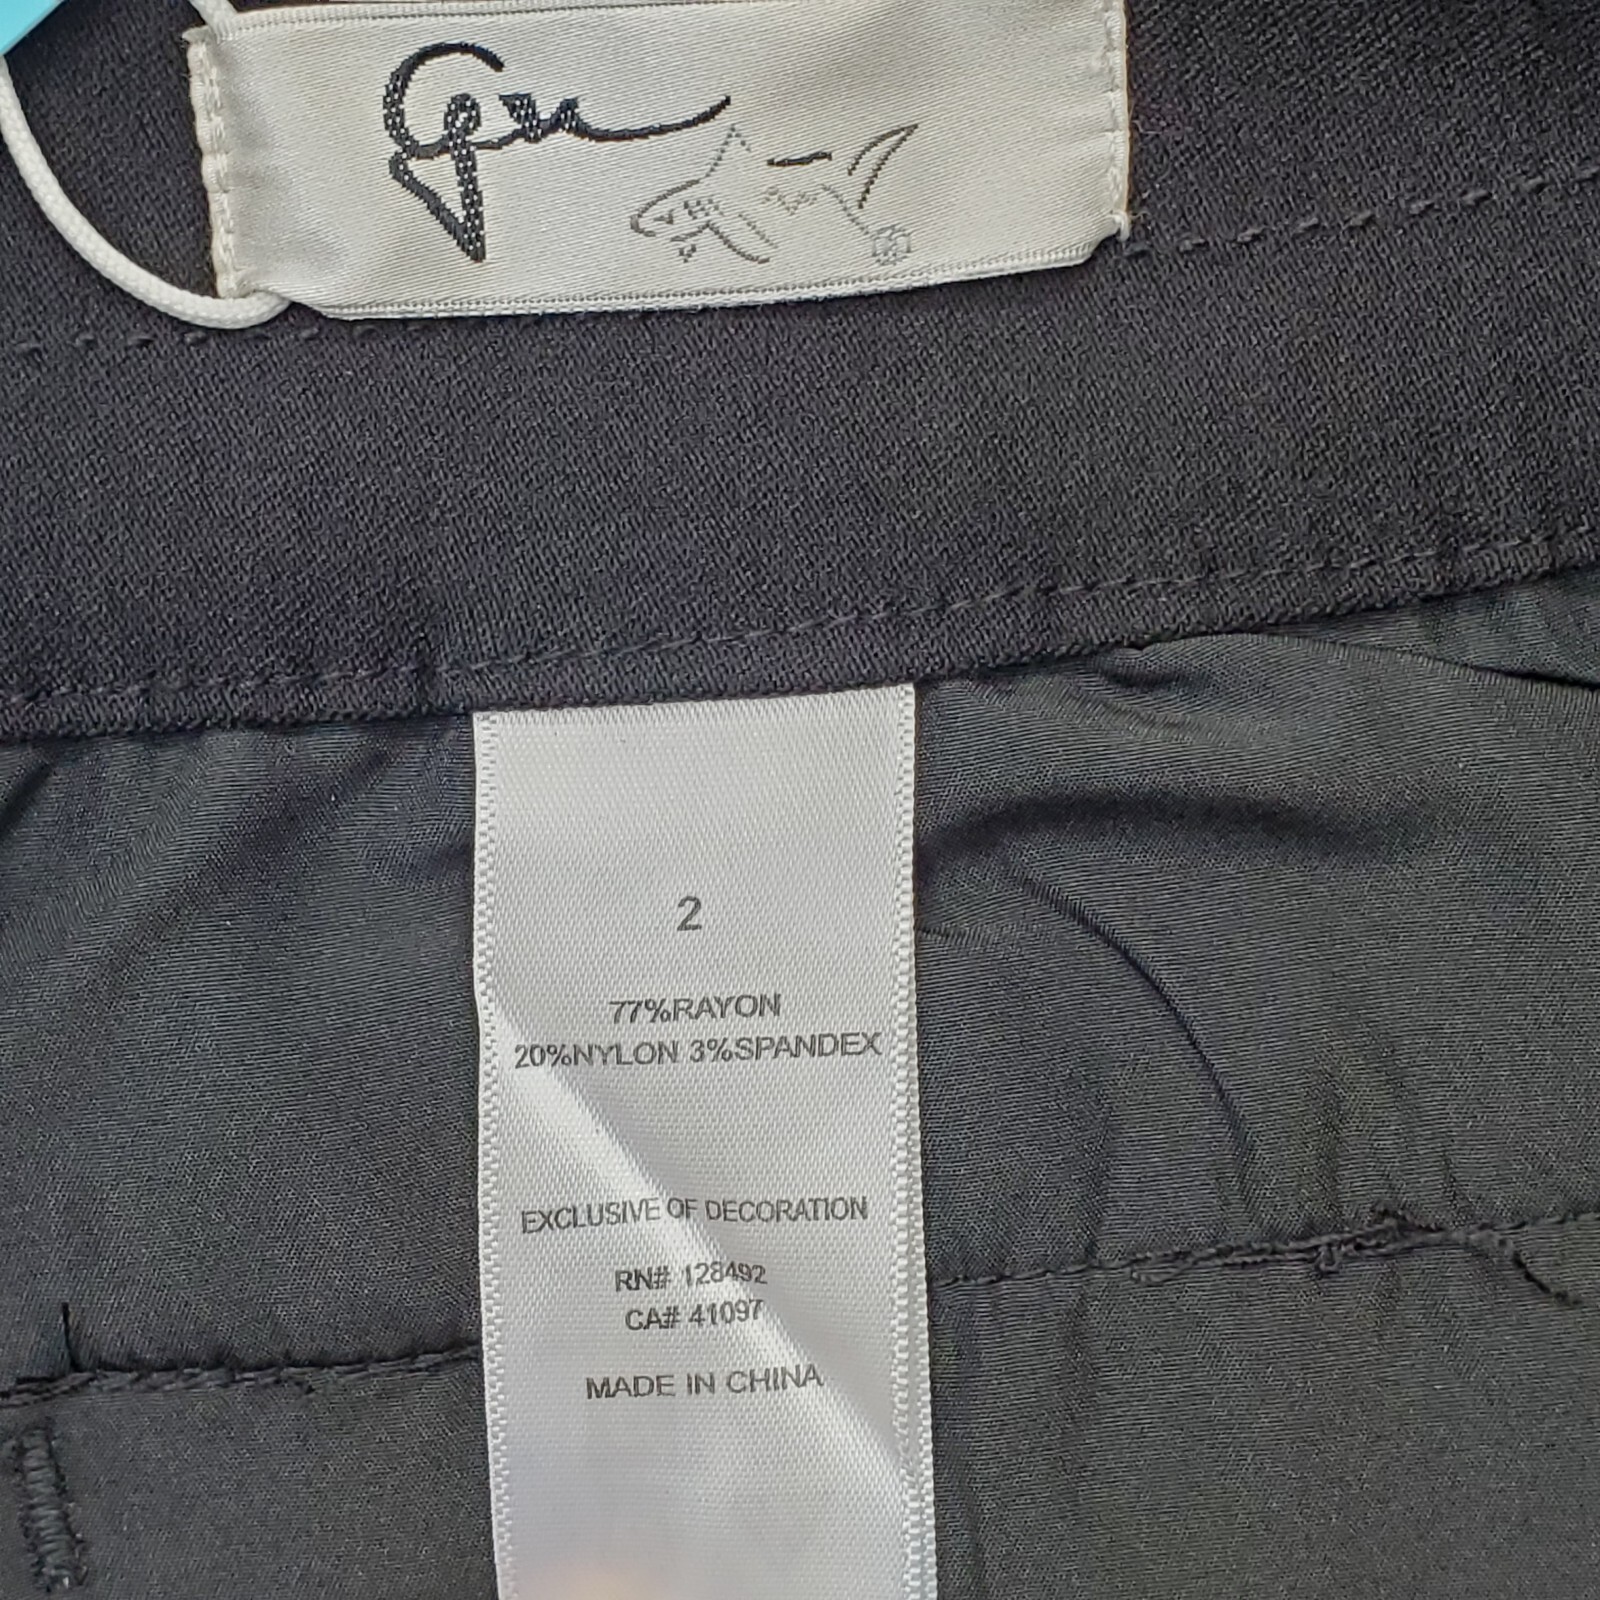 2
77%RAYON
20%NYLON 3%SPANDEX
EXCLUSIVE OF DECORATION
RN# 128492
CA# 41097
MADE IN CHINA